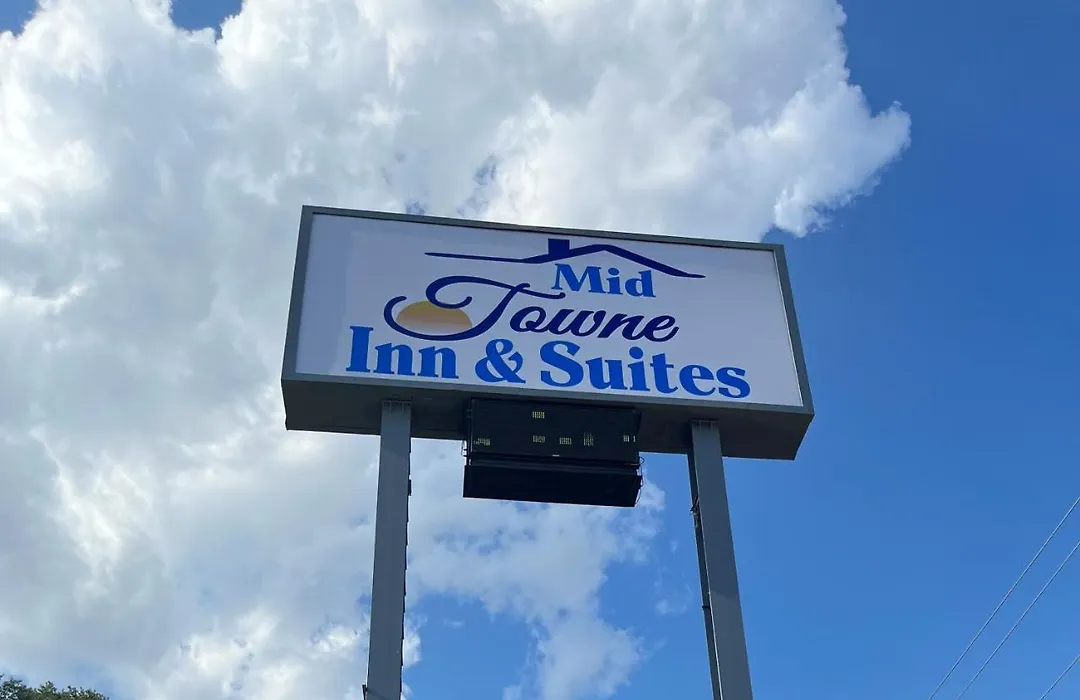 Mid
Towne
Inn & Suites